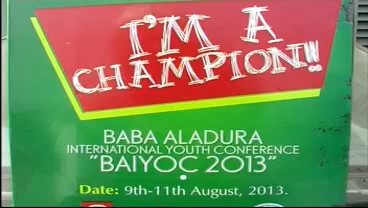 I'M A
CHAMPION!!
BABA ALADURA
INTERNATIONAL YOUTH CONFERENCE
"BAIYOC 2013"
Date: 9th-11th August, 2013.